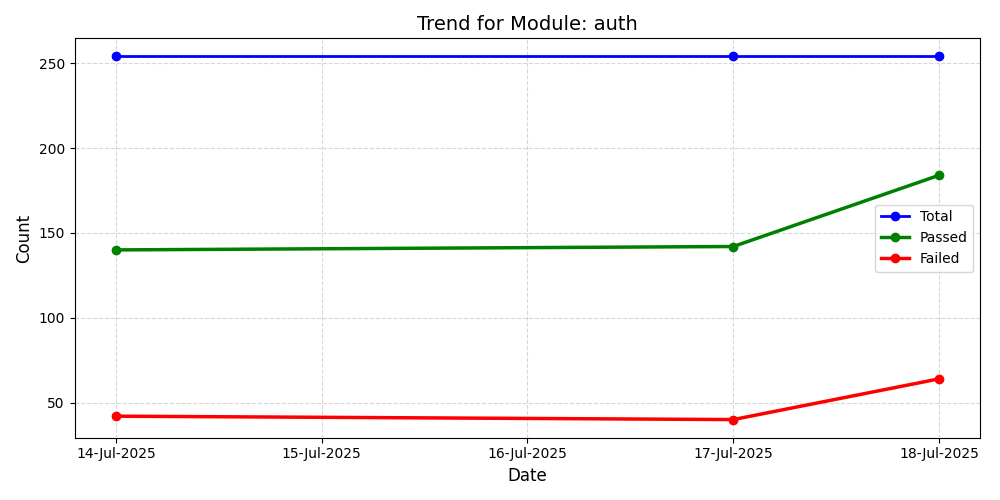 Trend for Module: auth
250
200
150
100
50
Count
Total
Passed
Failed
14-Jul-2025
15-Jul-2025
16-Jul-2025
17-Jul-2025
18-Jul-2025
Date